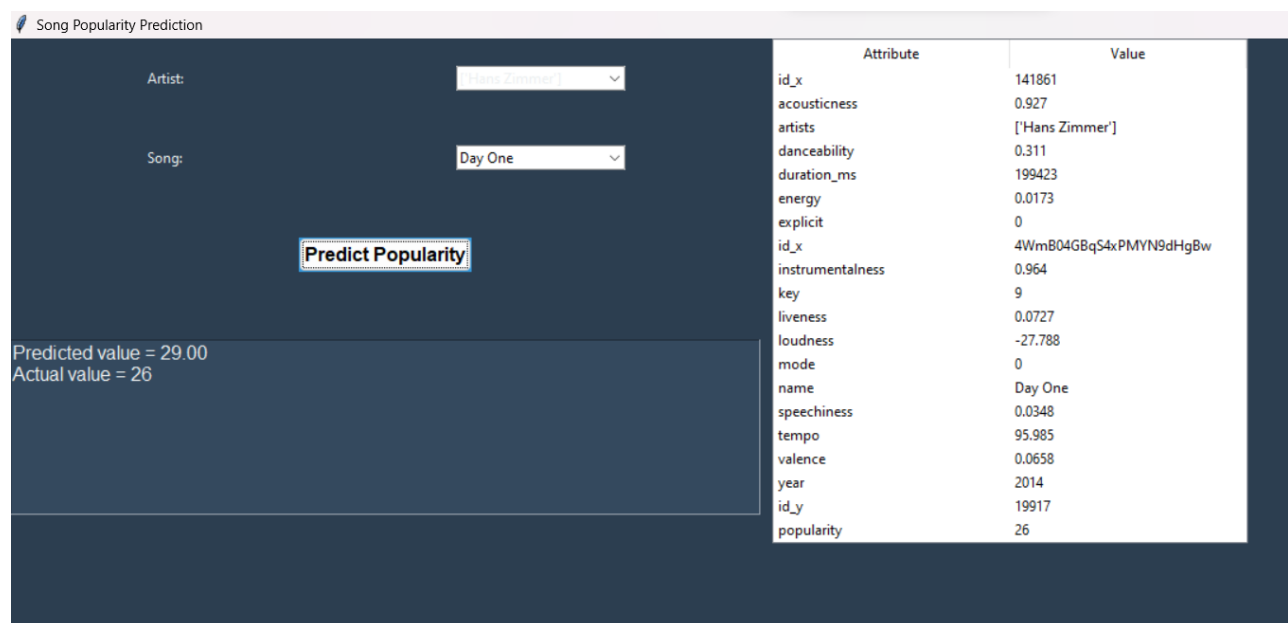 Song Popularity Prediction
Artist:
['Hans Zimmer']
Song:
Day One
Predict Popularity
Predicted value = 29.00
Actual value = 26
Attribute Value
id_x 141861
acousticness 0.927
artists ['Hans Zimmer']
danceability 0.311
duration_ms 199423
energy 0.0173
explicit 0
id_x 4WmB04GBqS4xPMYN9dHgBw
instrumentalness 0.964
key 9
liveness 0.0727
loudness -27.788
mode 0
name Day One
speechiness 0.0348
tempo 95.985
valence 0.0658
year 2014
id_y 19917
popularity 26